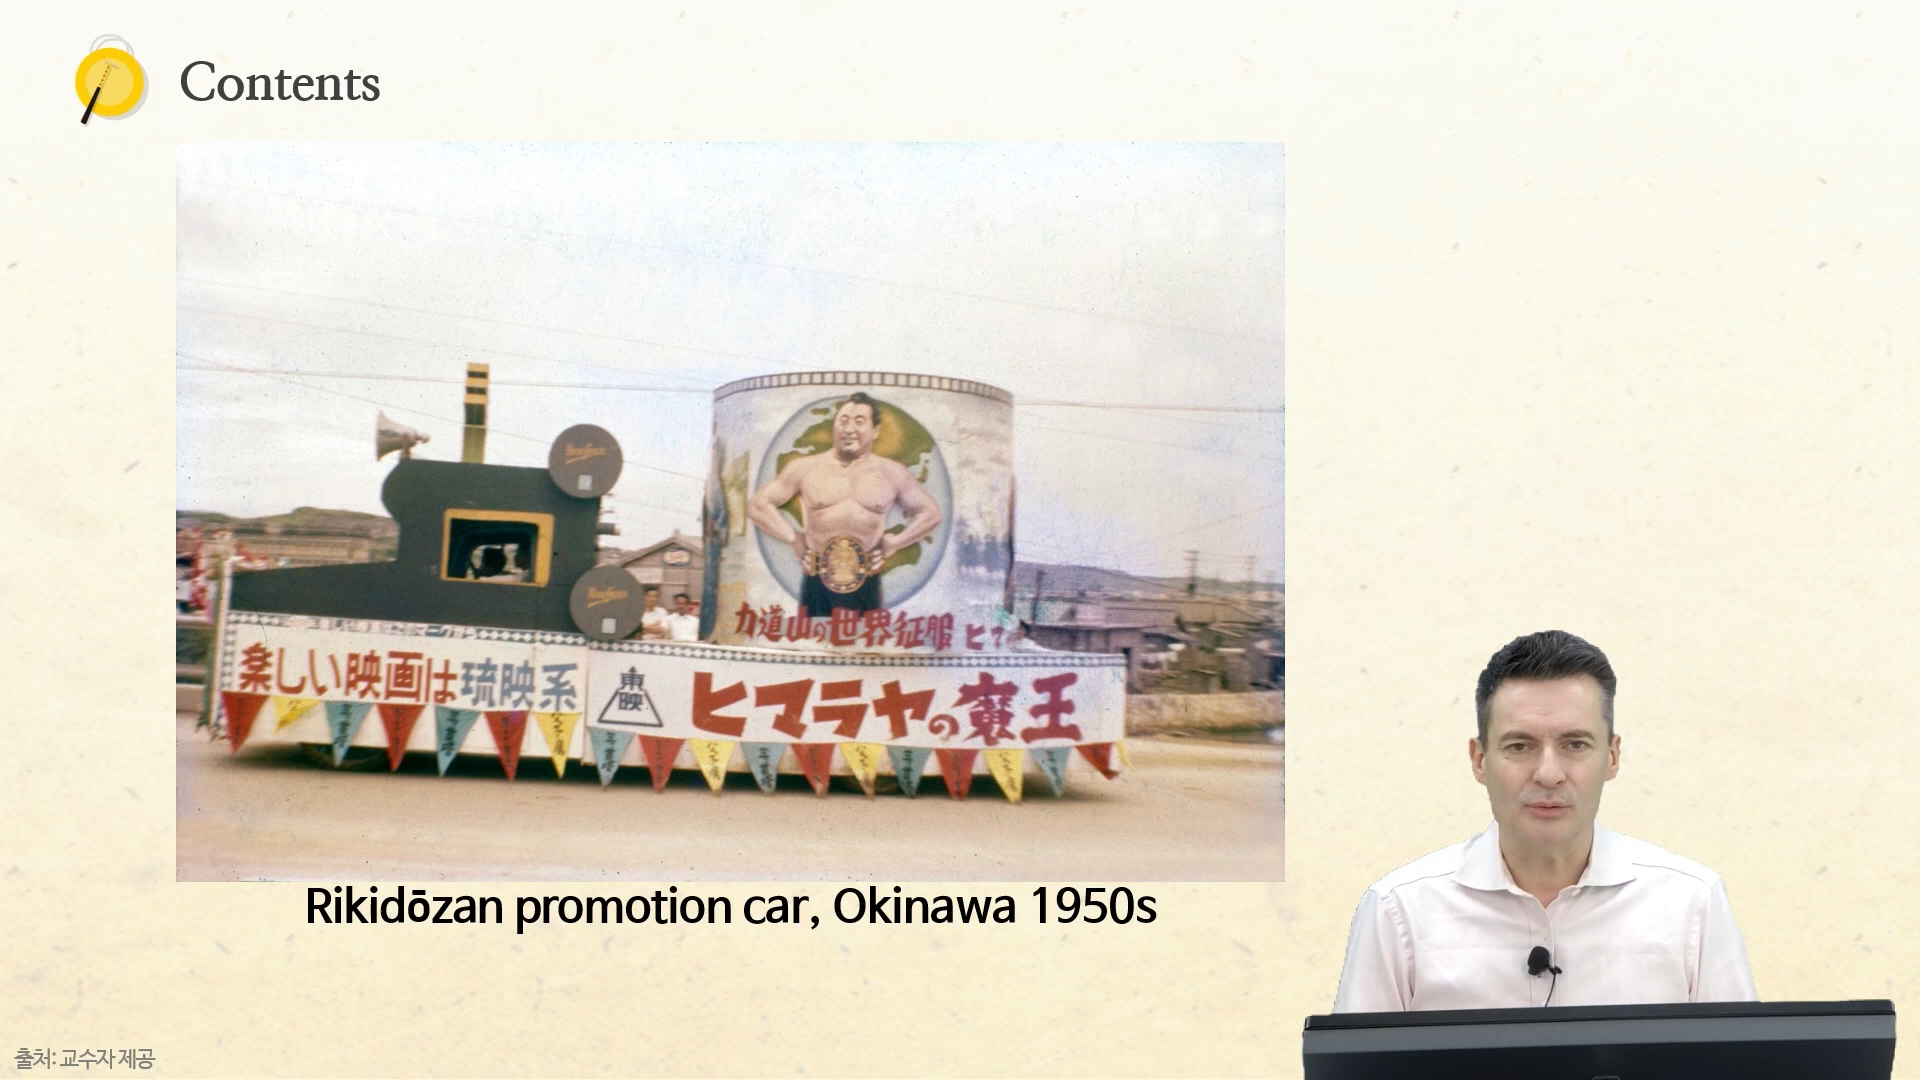 Contents
力道山の世界征服 ヒマ
楽しい映画は琉映系
東映
ヒマラヤの魔王
Rikidōzan promotion car, Okinawa 1950s
출처: 교수자 제공